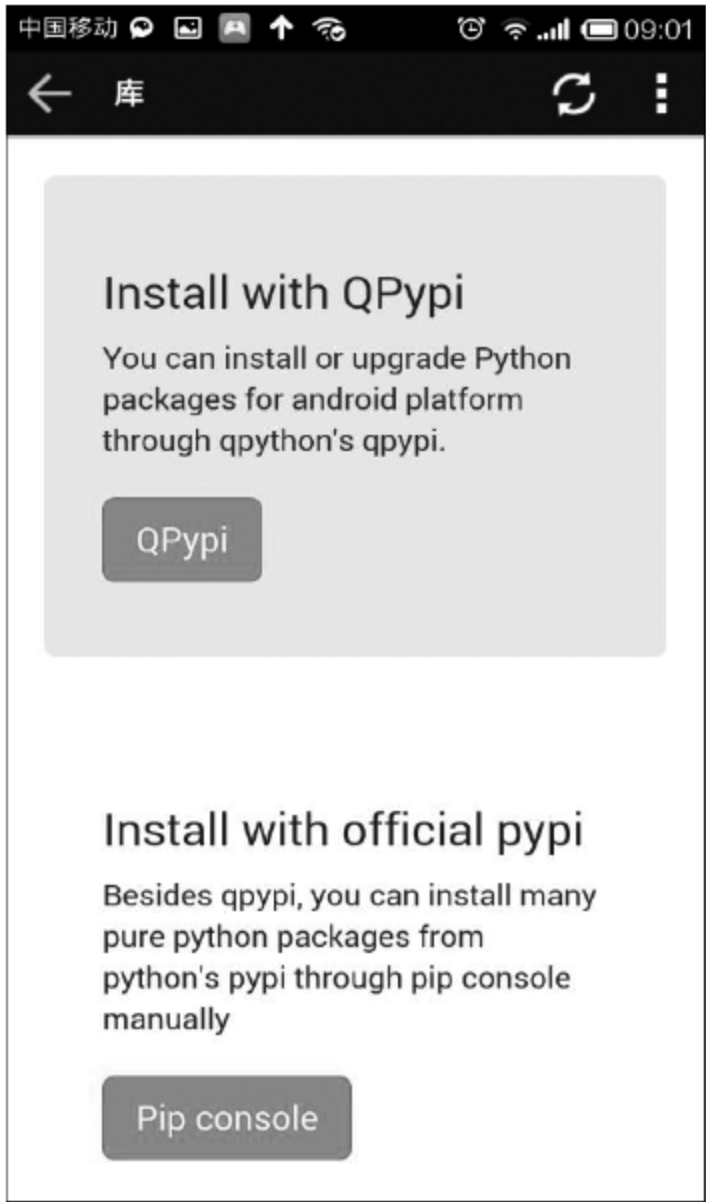 中国移动 09:01
库
Install with QPypi
You can install or upgrade Python
packages for android platform
through qpython's qpypi.
QPypi
Install with official pypi
Besides qpypi, you can install many
pure python packages from
python's pypi through pip console
manually
Pip console